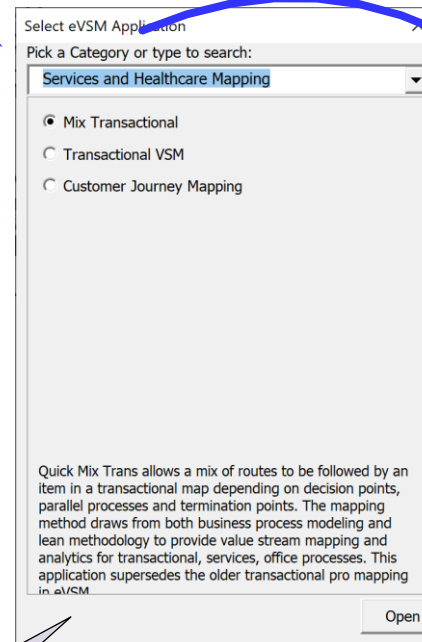 Select eVSM Application
Pick a Category or type to search:
Services and Healthcare Mapping
Mix Transactional
Transactional VSM
Customer Journey Mapping
Quick Mix Trans allows a mix of routes to be followed by an
item in a transactional map depending on decision points,
parallel processes and termination points. The mapping
method draws from both business process modeling and
lean methodology to provide value stream mapping and
analytics for transactional, services, office processes. This
application supersedes the older transactional pro mapping
in eVSM
Open